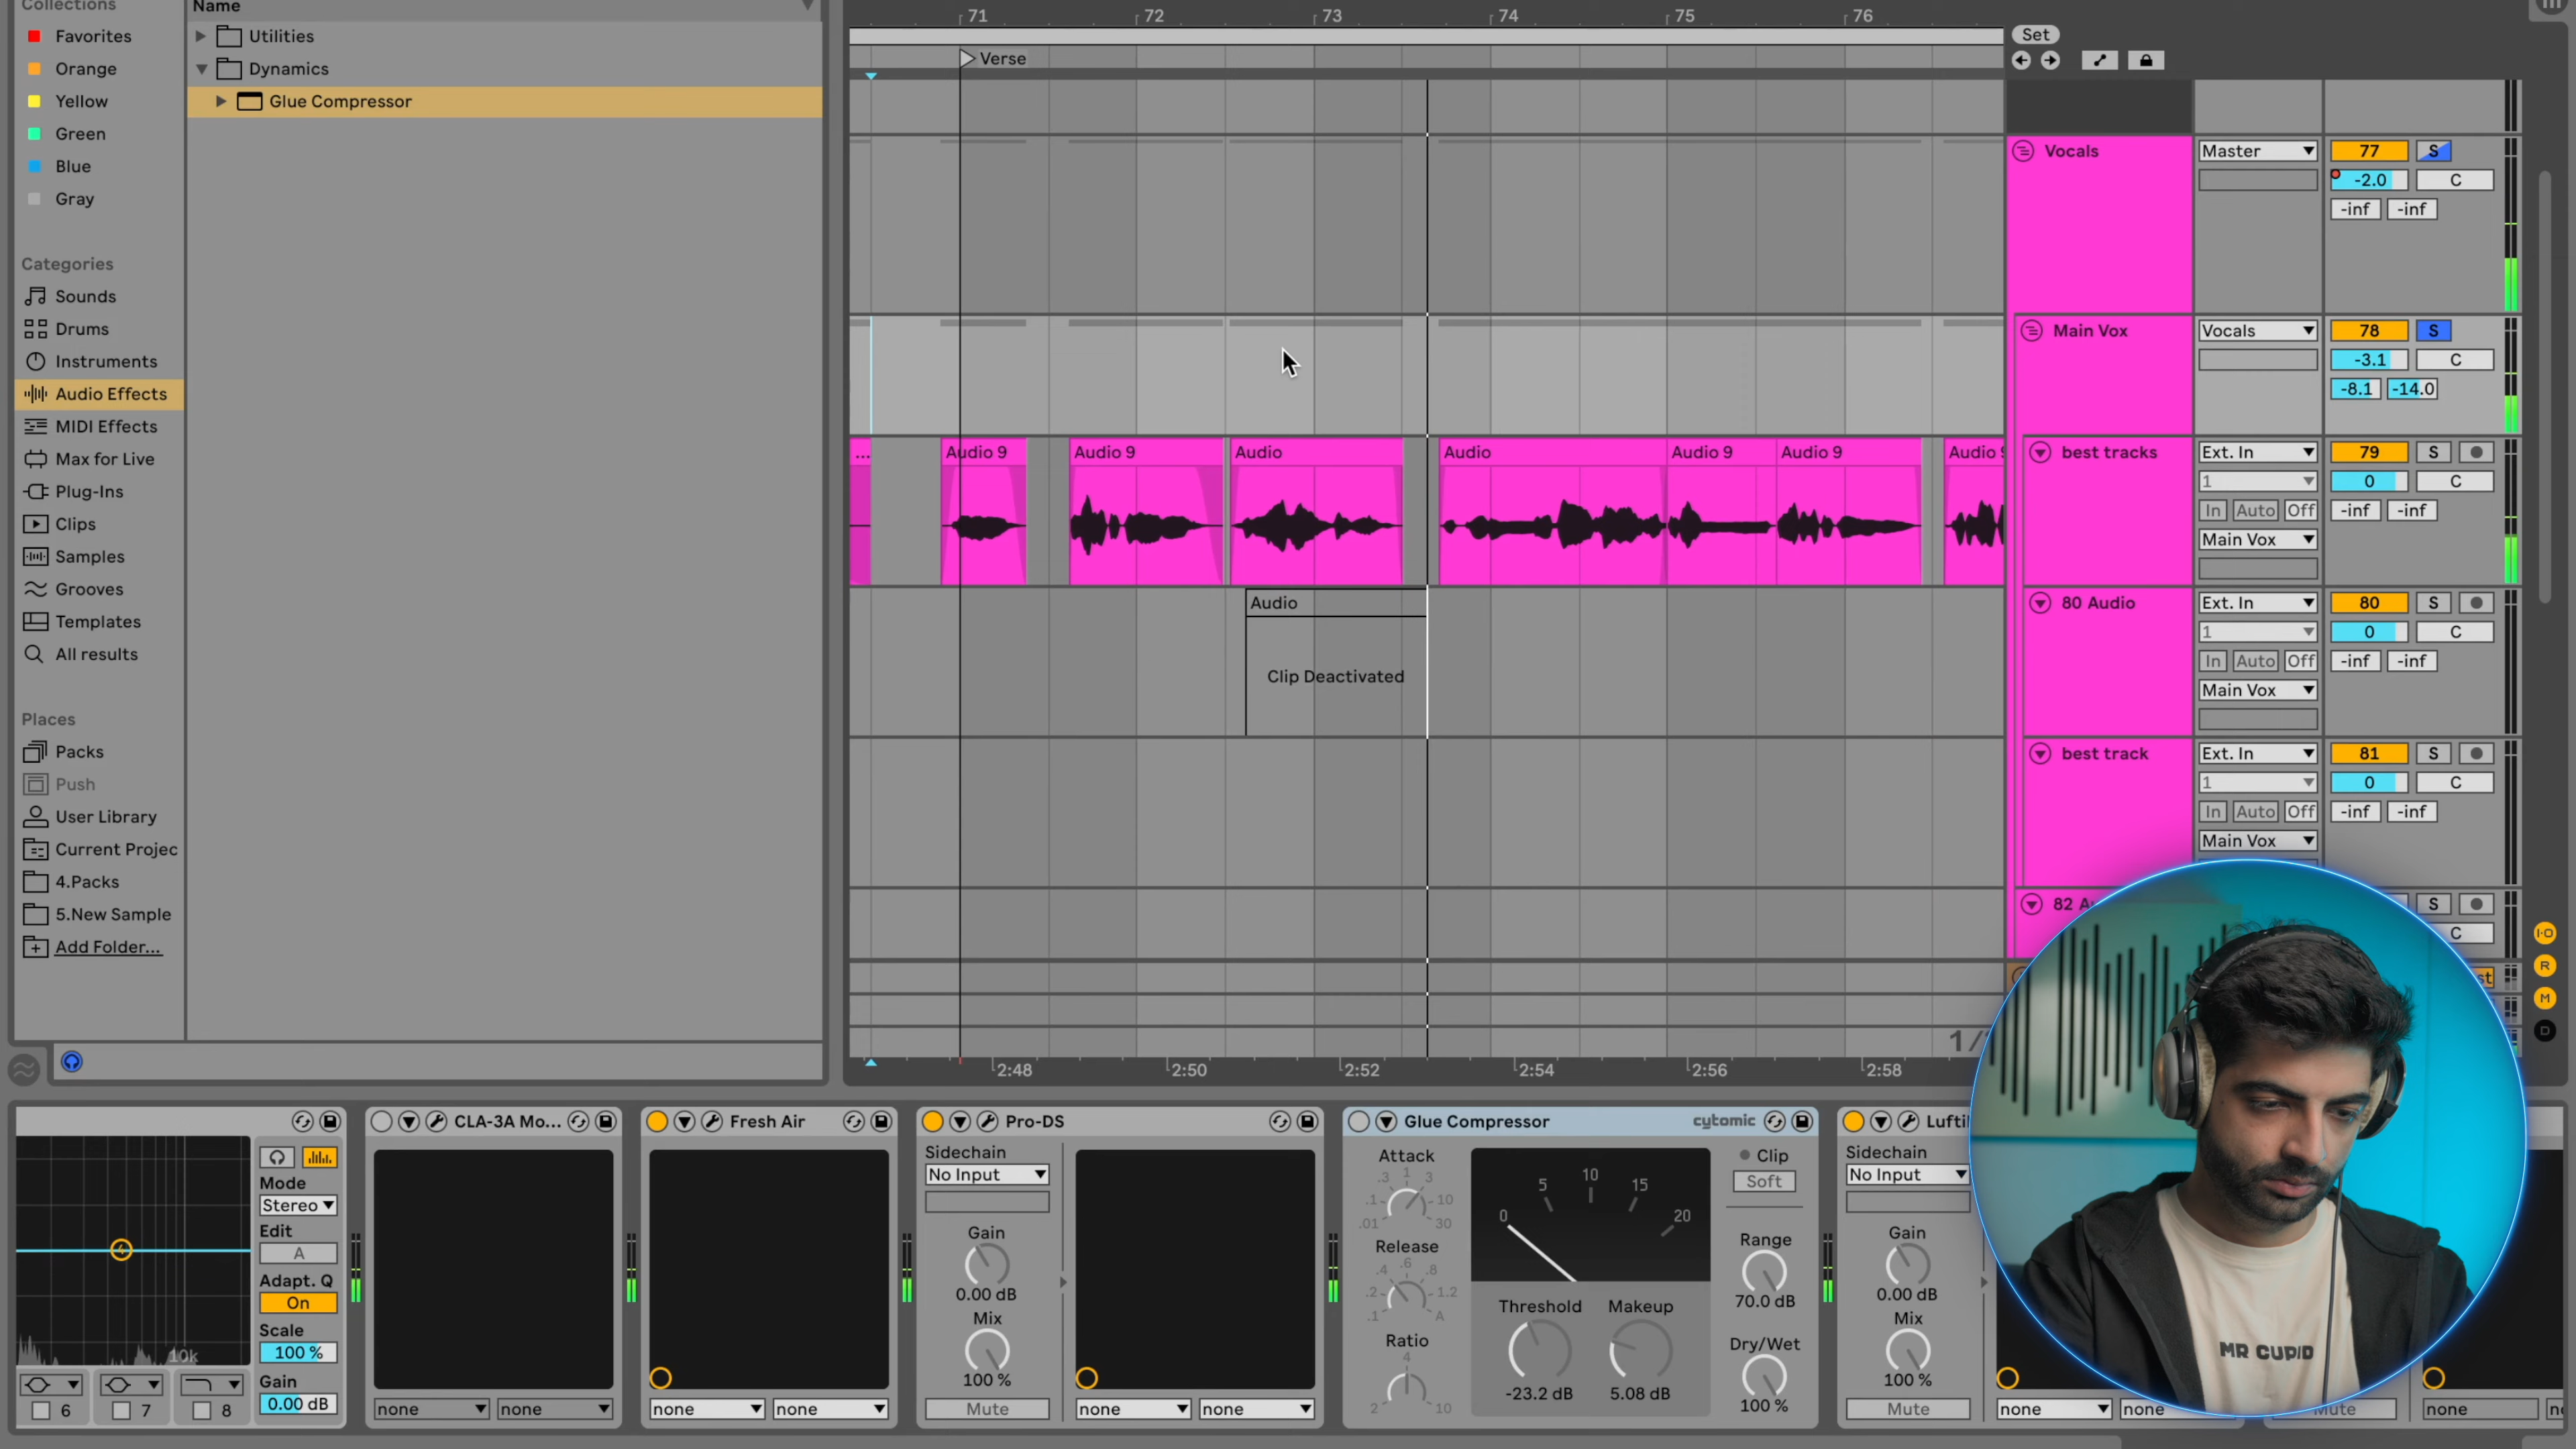 Collections
Favorites
Orange
Yellow
Green
Blue
Gray
Categories
Sounds
Drums
Instruments
Audio Effects
MIDI Effects
Max for Live
Plug-Ins
Clips
Samples
Grooves
Templates
All results
Places
Packs
Push
User Library
Current Projec
4.Packs
5.New Sample
Add Folder...
Name
Utilities
Dynamics
Glue Compressor
71 72 73 74 75 76
Verse
Set
Vocals Master 77 S
-2.0 C
-inf -inf
Main Vox Vocals 78 S
-3.1 C
-8.1 -14.0
... Audio 9 Audio 9 Audio Audio Audio 9 Audio 9 Audio 9
best tracks Ext. In 79 S
1 0 C
In Auto Off -inf -inf
Main Vox
Audio
Clip Deactivated
80 Audio Ext. In 80 S
1 0 C
In Auto Off -inf -inf
Main Vox
best track Ext. In 81 S
1 0 C
In Auto Off -inf -inf
Main Vox
82 S
C
2:48 2:50 2:52 2:54 2:56 2:58
I·O
R
M
D
Mode
Stereo
Edit
A
Adapt. Q
On
Scale
100 %
Gain
0.00 dB
10k
6 7 8
CLA-3A Mo...
none none
Fresh Air
none none
Pro-DS
Sidechain
No Input
Gain
0.00 dB
Mix
100 %
Mute
none none
Glue Compressor cytomic
Attack
.01 .1 .3 1 3 10 30
Release
.1 .2 .4 .6 .8 1.2 A
Ratio
2 4 10
0 5 10 15 20
Threshold Makeup
-23.2 dB 5.08 dB
Clip
Soft
Range
70.0 dB
Dry/Wet
100 %
Sidechain
No Input
Gain
0.00 dB
Mix
100 %
Mute
none none
Mute
none
MR CUPID